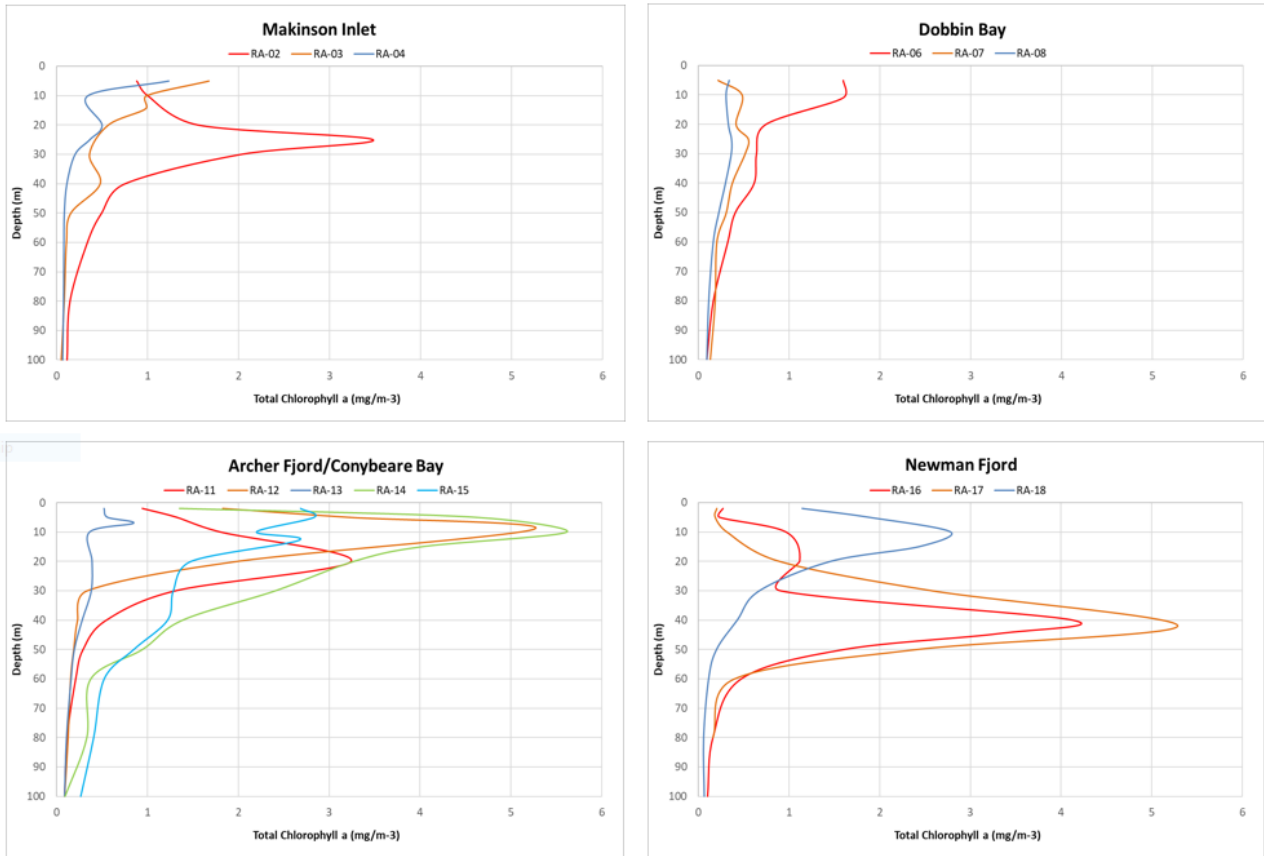 Makinson Inlet
RA-02 RA-03 RA-04
0
10
20
30
40
50
60
70
80
90
100
Depth (m)
0 1 2 3 4 5 6
Total Chlorophyll a (mg/m-3)
Dobbin Bay
RA-06 RA-07 RA-08
0
10
20
30
40
50
60
70
80
90
100
Depth (m)
0 1 2 3 4 5 6
Total Chlorophyll a (mg/m-3)
Archer Fjord/Conybeare Bay
RA-11 RA-12 RA-13 RA-14 RA-15
0
10
20
30
40
50
60
70
80
90
100
Depth (m)
0 1 2 3 4 5 6
Total Chlorophyll a (mg/m-3)
Newman Fjord
RA-16 RA-17 RA-18
0
10
20
30
40
50
60
70
80
90
100
Depth (m)
0 1 2 3 4 5 6
Total Chlorophyll a (mg/m-3)